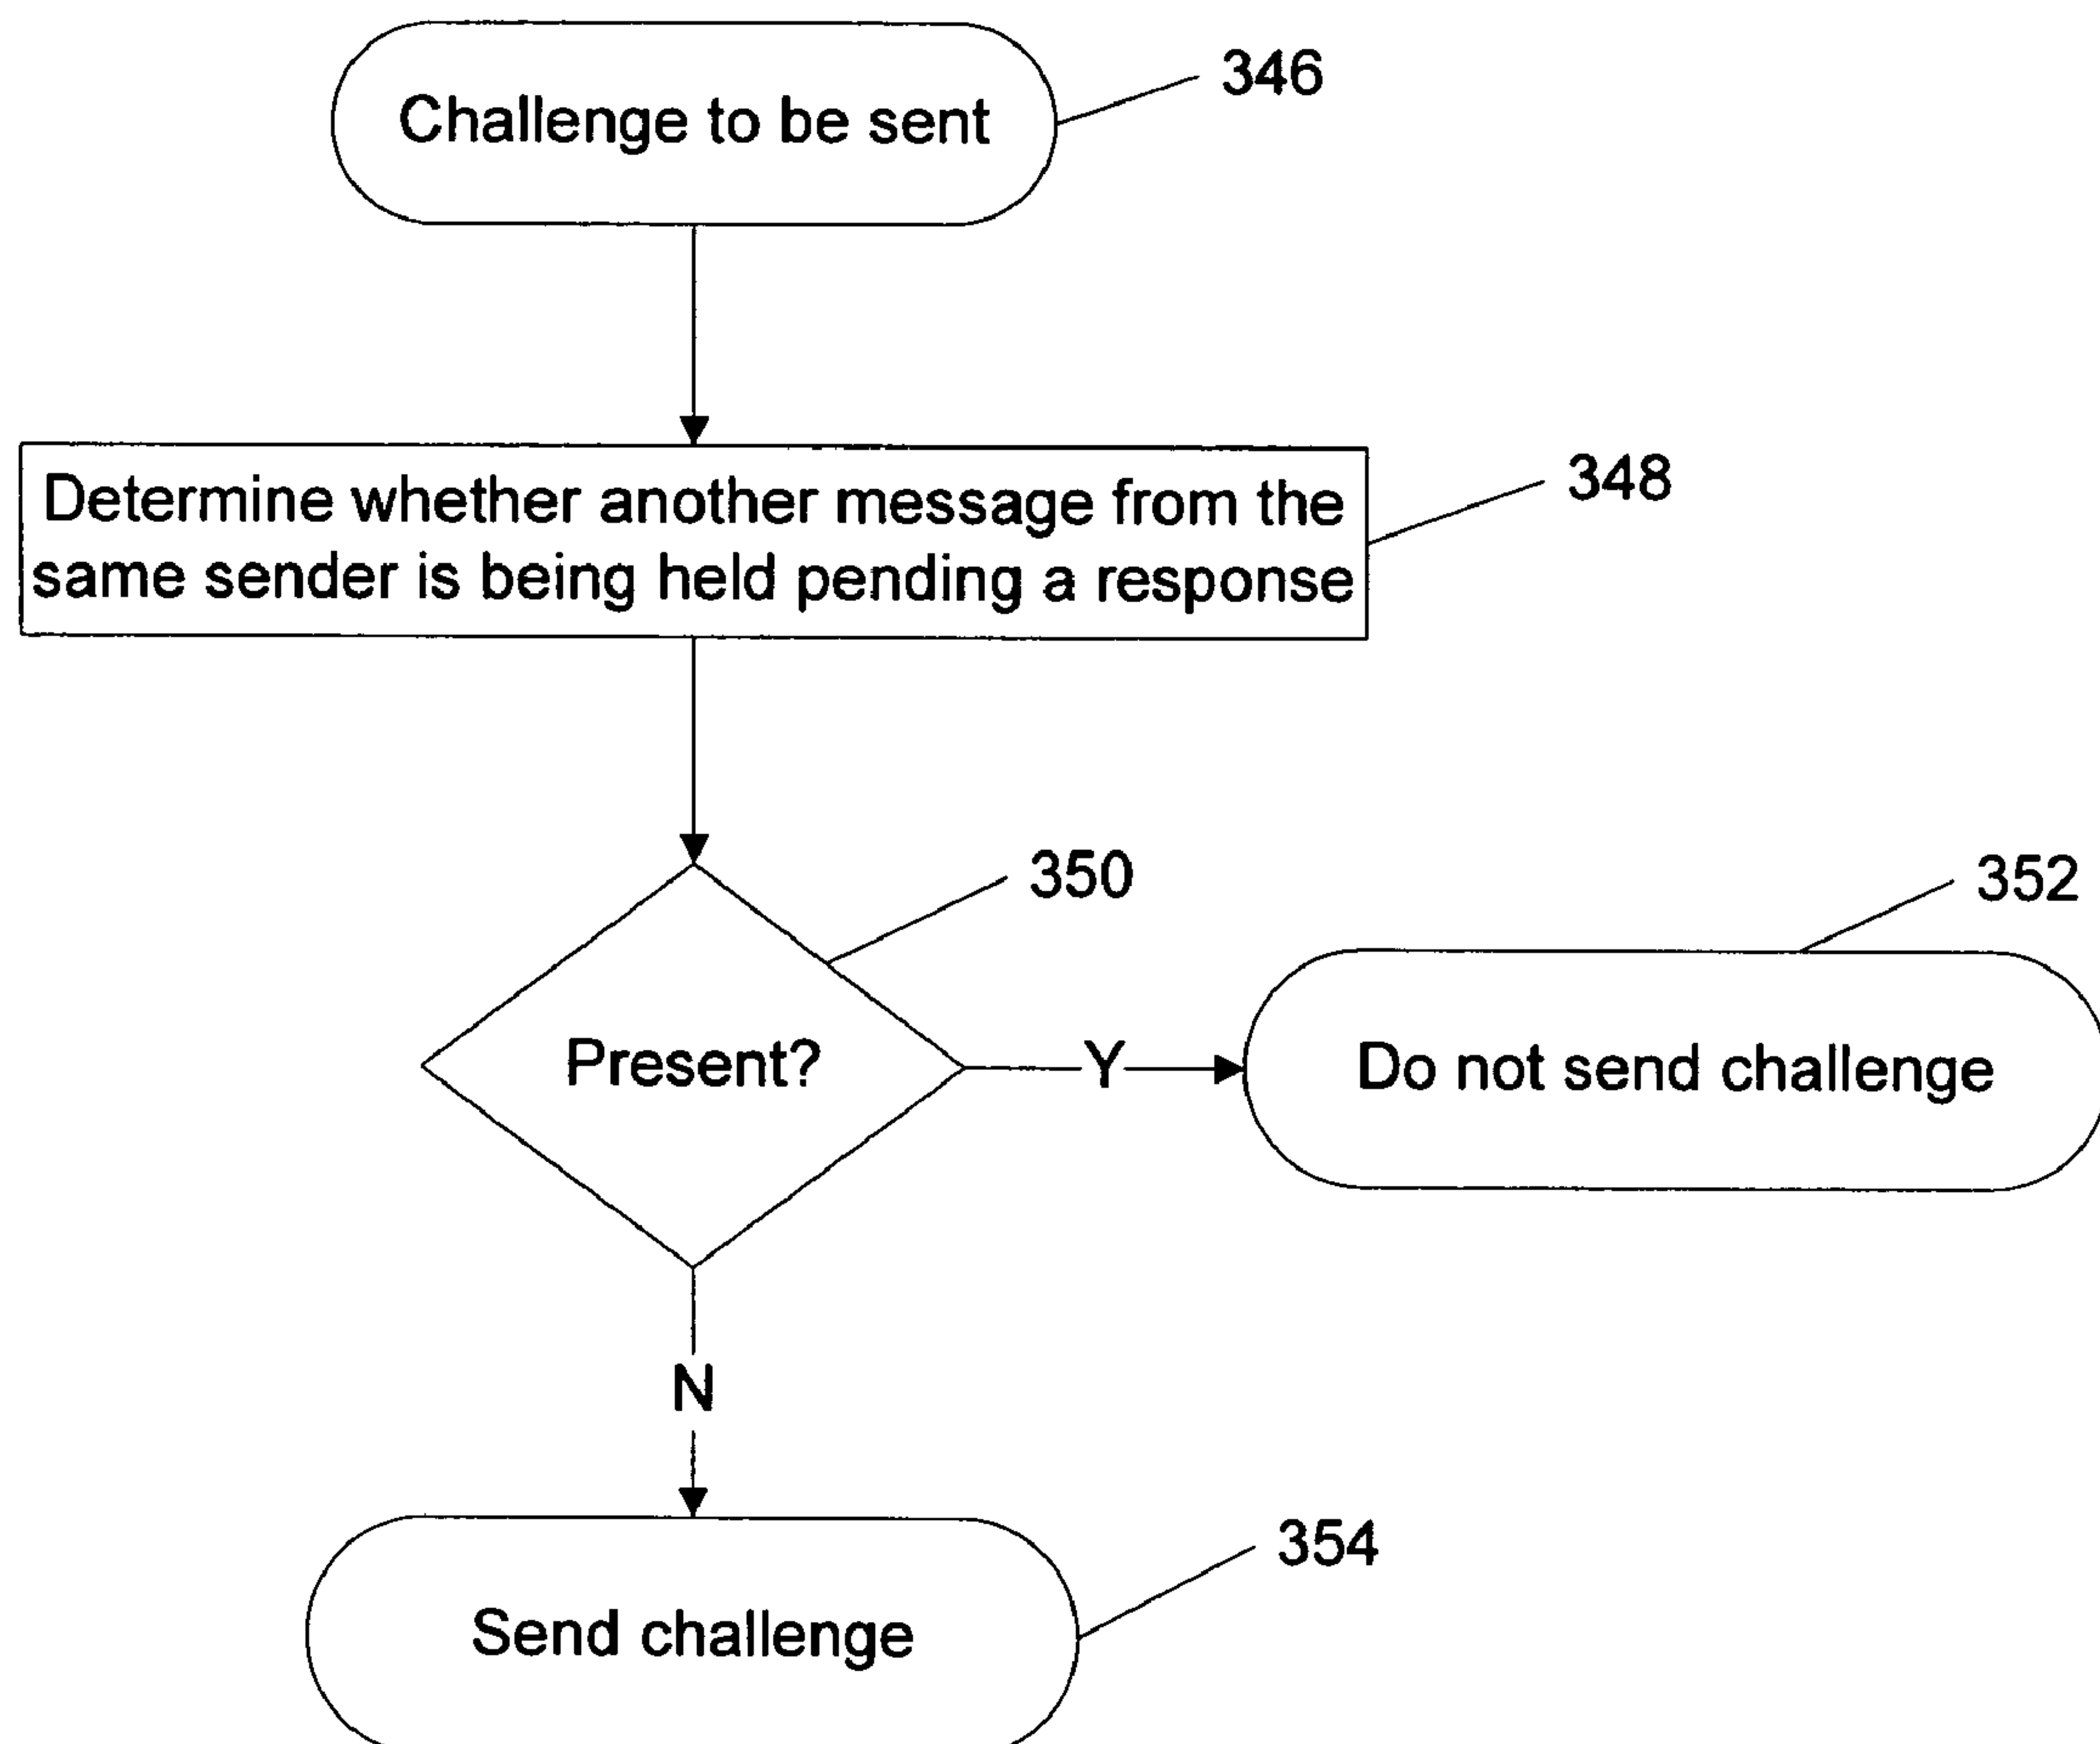 Challenge to be sent
346
Determine whether another message from the
same sender is being held pending a response
348
350
352
Present?
Y
Do not send challenge
N
354
Send challenge